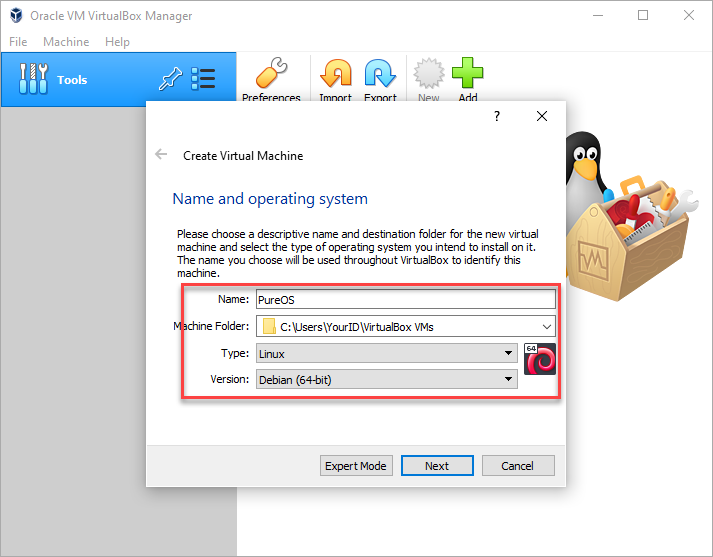 Oracle VM VirtualBox Manager
File Machine Help
Tools
Preferences Import Export New Add
?
Create Virtual Machine
Name and operating system
Please choose a descriptive name and destination folder for the new virtual
machine and select the type of operating system you intend to install on it.
The name you choose will be used throughout VirtualBox to identify this
machine.
Name: PureOS
Machine Folder: C:\Users\YourID\VirtualBox VMs
Type: Linux
64
Version: Debian (64-bit)
Expert Mode Next Cancel